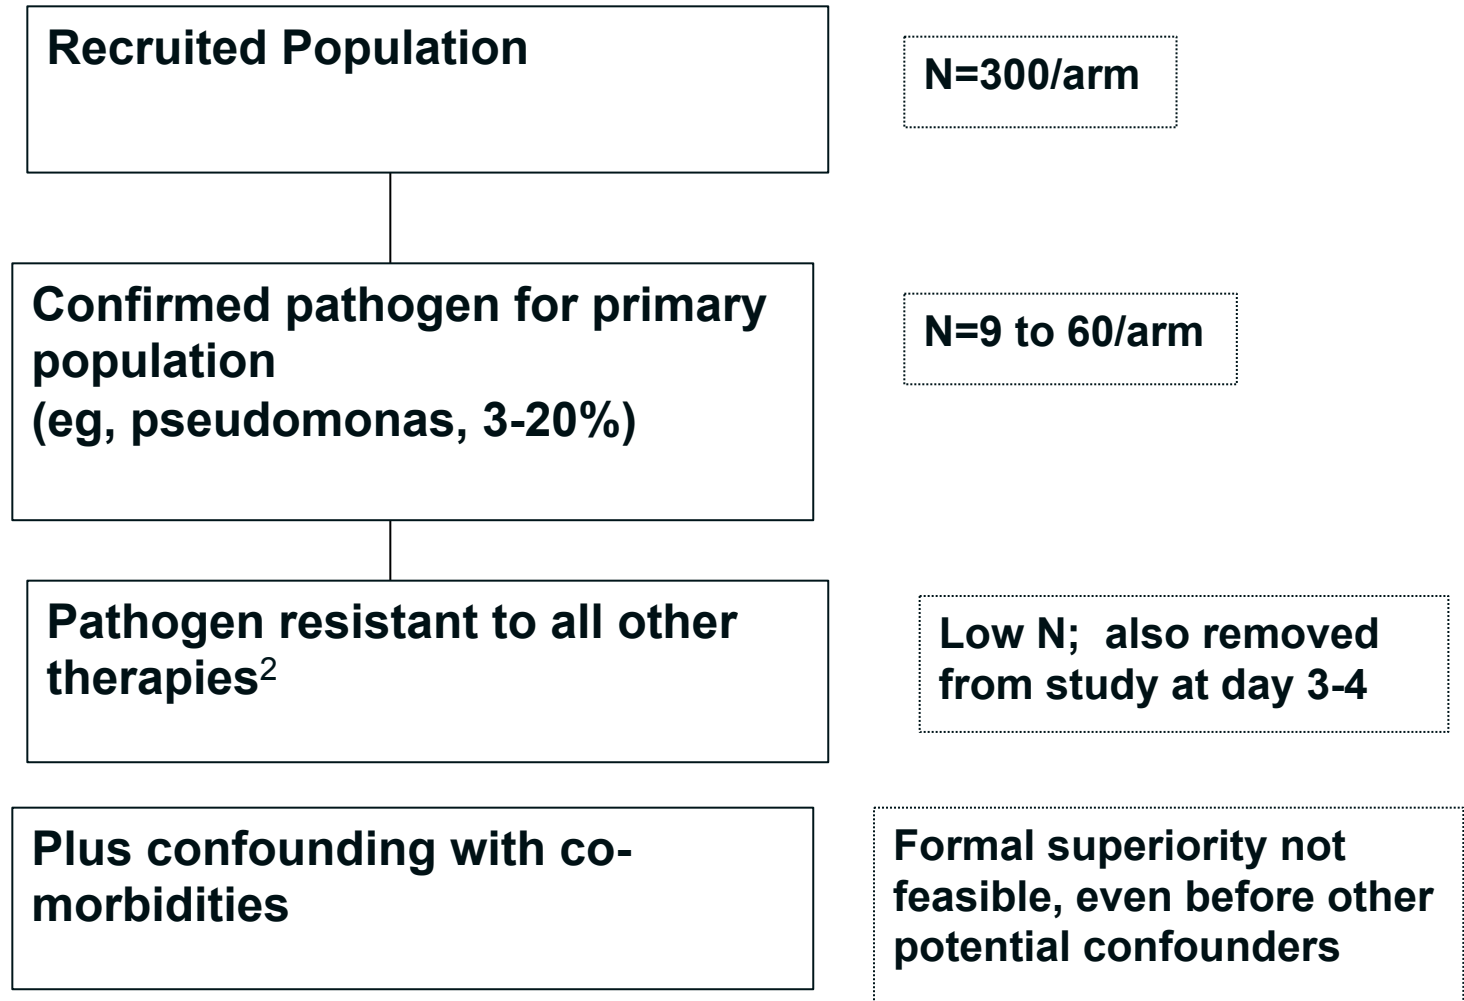 Recruited Population
N=300/arm
Confirmed pathogen for primary
population
(eg, pseudomonas, 3-20%)
N=9 to 60/arm
Pathogen resistant to all other
therapies²
Low N;  also removed
from study at day 3-4
Plus confounding with co-
morbidities
Formal superiority not
feasible, even before other
potential confounders